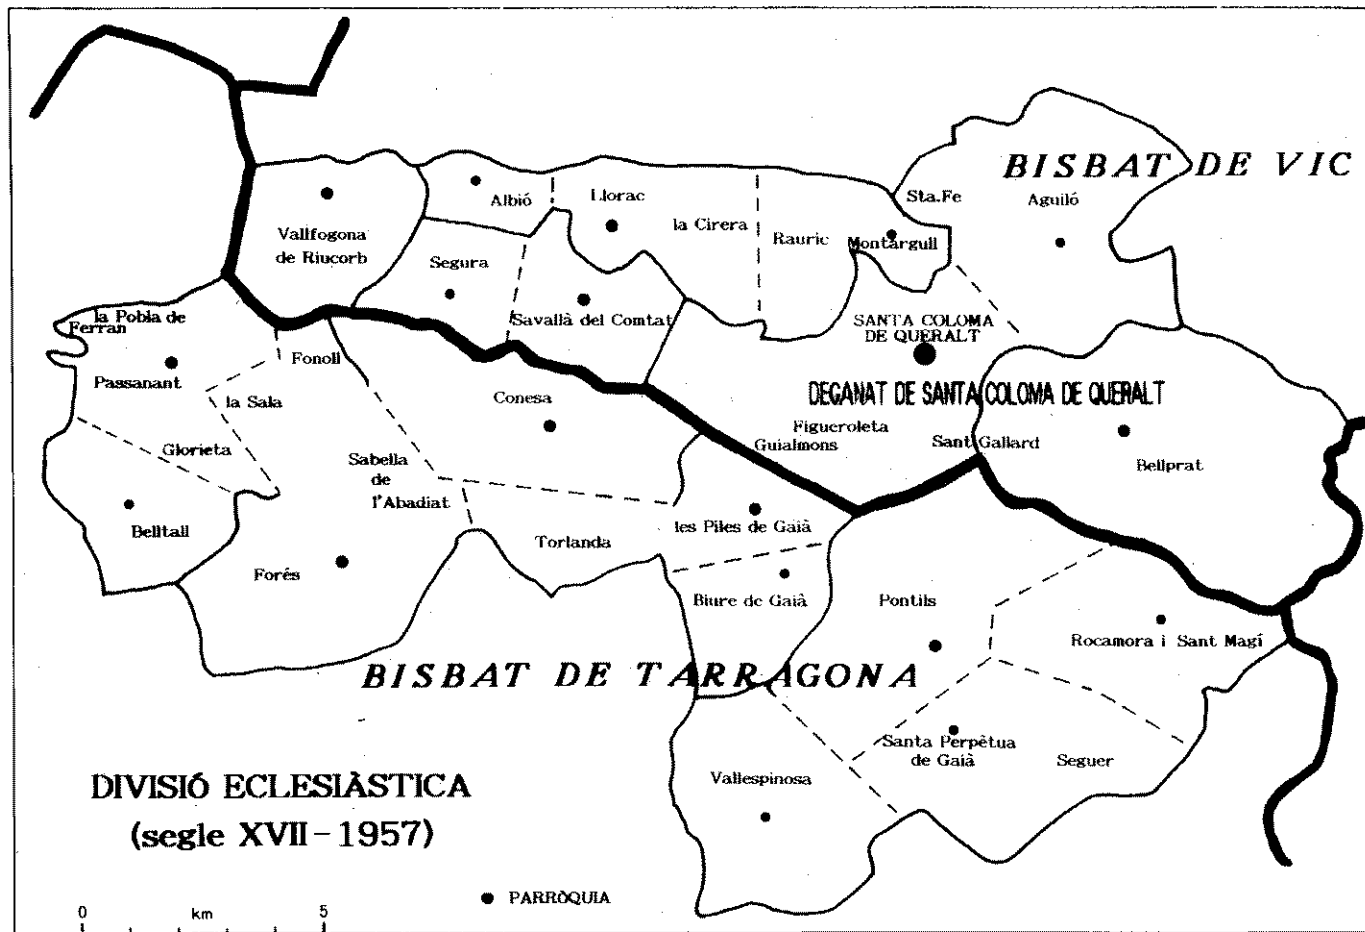 BISBAT DE VIC
Sta.Fe
Aguiló
Albió
Llorac
la Cirera
Rauric
Montargull
Vallfogona
de Riucorb
Segura
Savallà del Comtat
SANTA COLOMA
DE QUERALT
la Pobla de
Ferran
Passanant
Fonoll
la Sala
Conesa
DEGANAT DE SANTA COLOMA DE QUERALT
Figueroleta
Guialmons
Sant Gallard
Bellprat
Glorieta
Sabella
de
l'Abadiat
Belltall
les Piles de Gaià
Torlanda
Forés
Biure de Gaià
Pontils
Rocamora i Sant Magí
BISBAT DE TARRAGONA
Santa Perpètua
de Gaià
Seguer
Vallespinosa
DIVISIÓ ECLESIÀSTICA
(segle XVII-1957)
PARRÒQUIA
0 km 5